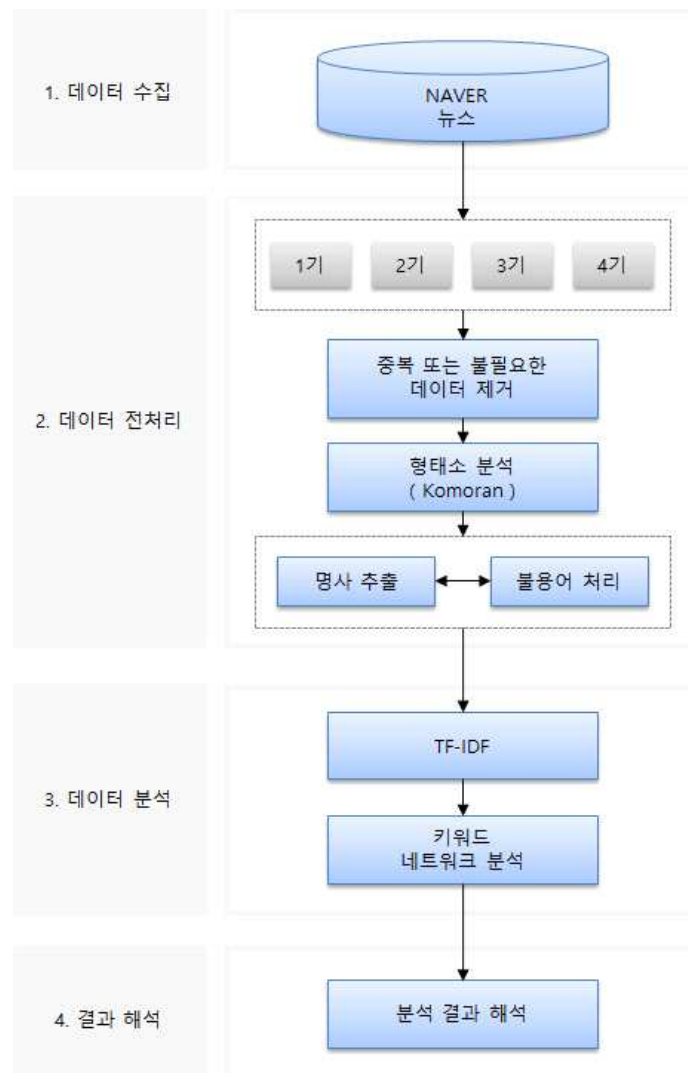 1. 데이터 수집
NAVER
뉴스
2. 데이터 전처리
1기
2기
3기
4기
중복 또는 불필요한
데이터 제거
형태소 분석
( Komoran )
명사 추출
불용어 처리
3. 데이터 분석
TF-IDF
키워드
네트워크 분석
4. 결과 해석
분석 결과 해석